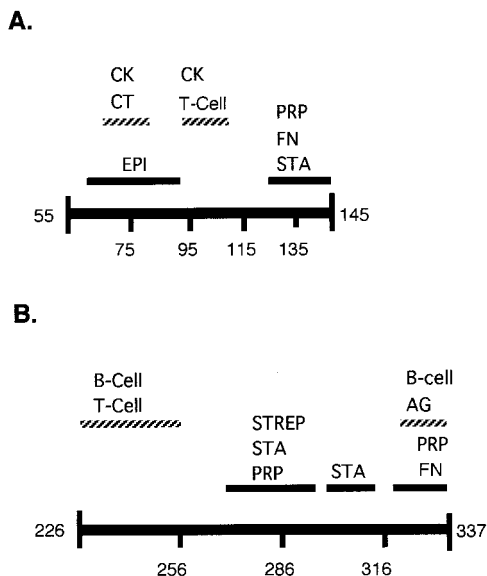 A.
CK CK
CT T-Cell
PRP
FN
EPI STA
55 145
75 95 115 135
B.
B-Cell B-cell
T-Cell AG
STREP
STA PRP
PRP STA FN
226 337
256 286 316